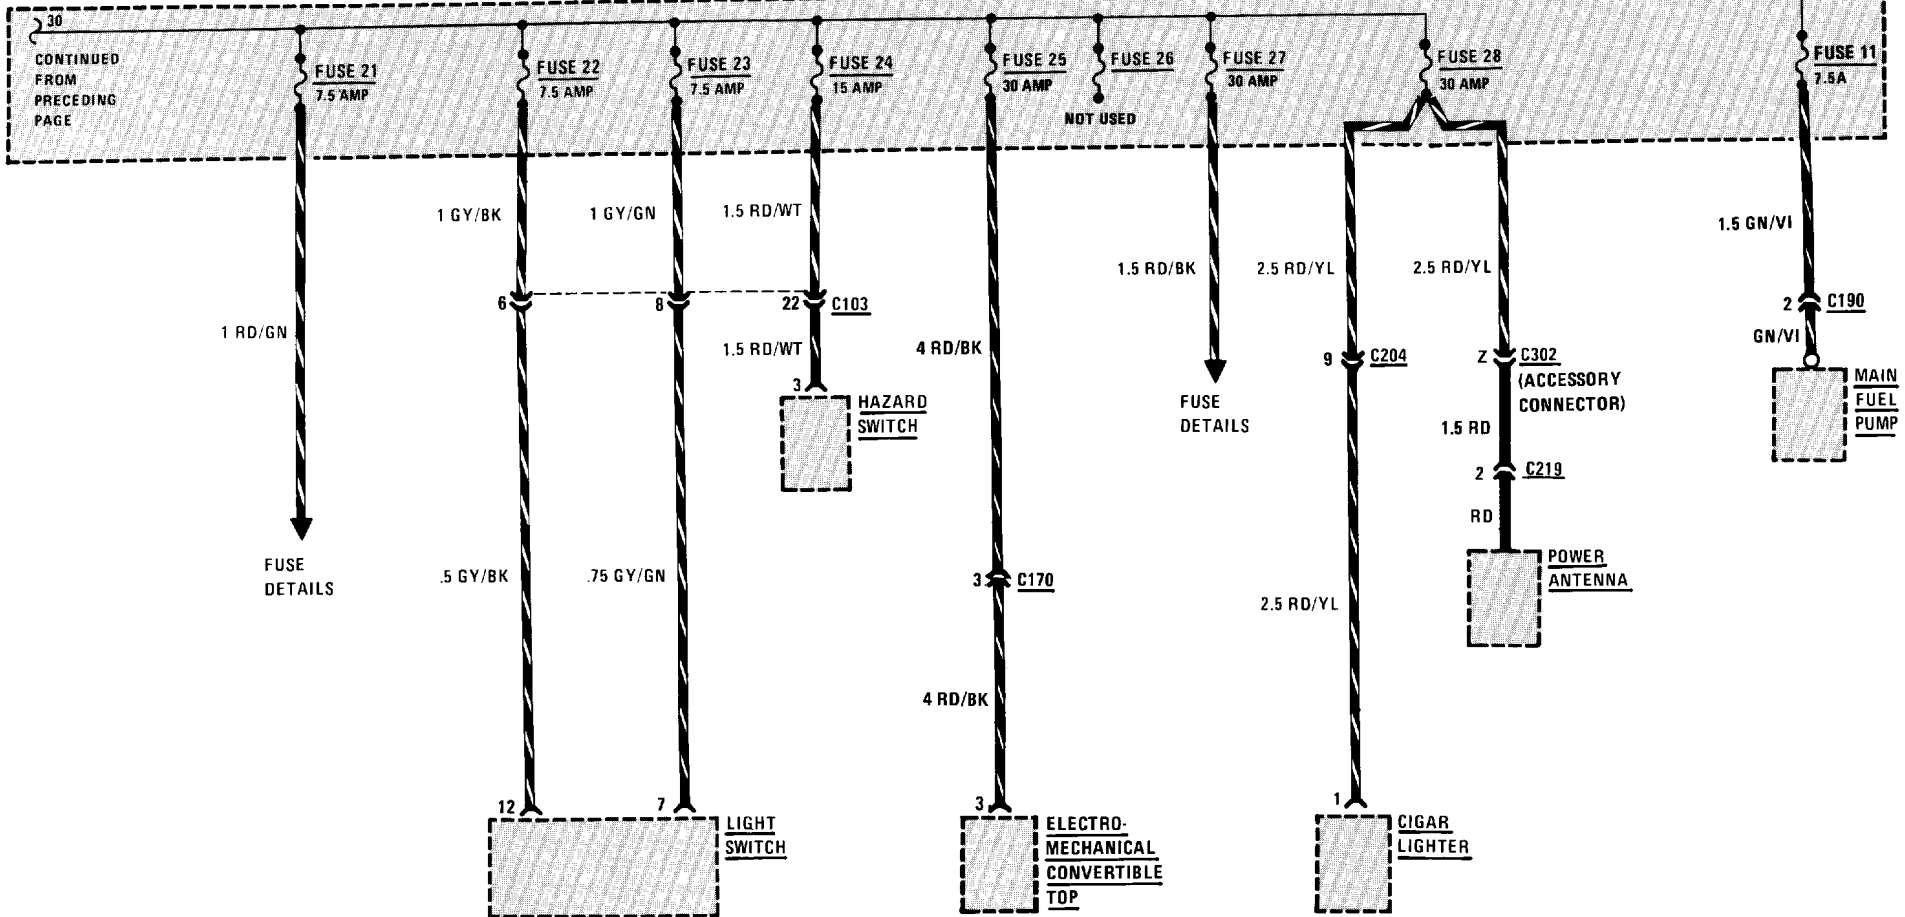 30
CONTINUED
FROM
PRECEDING
PAGE
FUSE 21
7.5 AMP
FUSE 22
7.5 AMP
FUSE 23
7.5 AMP
FUSE 24
15 AMP
FUSE 25
30 AMP
FUSE 26
NOT USED
FUSE 27
30 AMP
FUSE 28
30 AMP
FUSE 11
7.5A
1 GY/BK
1 GY/GN
1.5 RD/WT
1.5 RD/BK
2.5 RD/YL
2.5 RD/YL
1.5 GN/VI
6
8
22
C103
2
C190
1 RD/GN
1.5 RD/WT
4 RD/BK
9
C204
Z
C302
(ACCESSORY
CONNECTOR)
GN/VI
MAIN
FUEL
PUMP
3
HAZARD
SWITCH
FUSE
DETAILS
1.5 RD
2
C219
RD
FUSE
DETAILS
.5 GY/BK
.75 GY/GN
3
C170
2.5 RD/YL
POWER
ANTENNA
4 RD/BK
12
7
3
1
LIGHT
SWITCH
ELECTRO-
MECHANICAL
CONVERTIBLE
TOP
CIGAR
LIGHTER